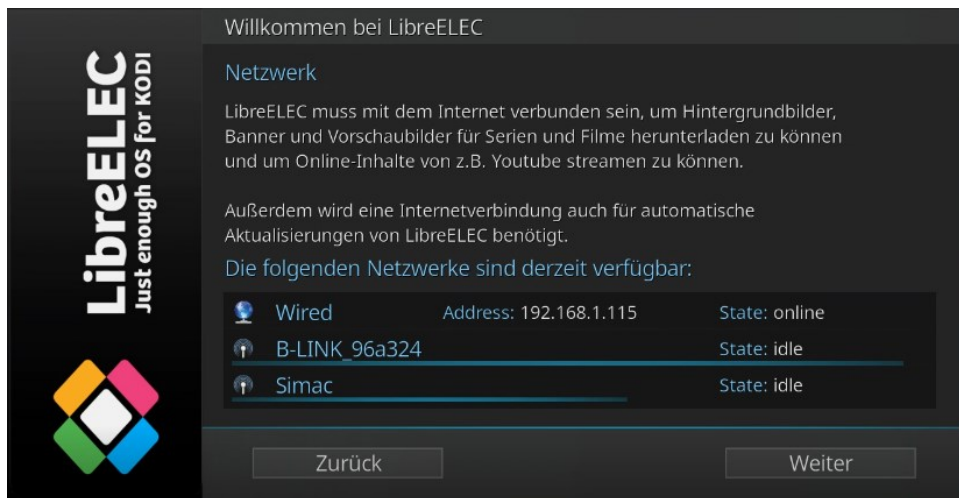 LibreELEC
Just enough OS for KODI
Willkommen bei LibreELEC
Netzwerk
LibreELEC muss mit dem Internet verbunden sein, um Hintergrundbilder,
Banner und Vorschaubilder für Serien und Filme herunterladen zu können
und um Online-Inhalte von z.B. Youtube streamen zu können.
Außerdem wird eine Internetverbindung auch für automatische
Aktualisierungen von LibreELEC benötigt.
Die folgenden Netzwerke sind derzeit verfügbar:
Wired Address: 192.168.1.115 State: online
B-LINK_96a324 State: idle
Simac State: idle
Zurück Weiter